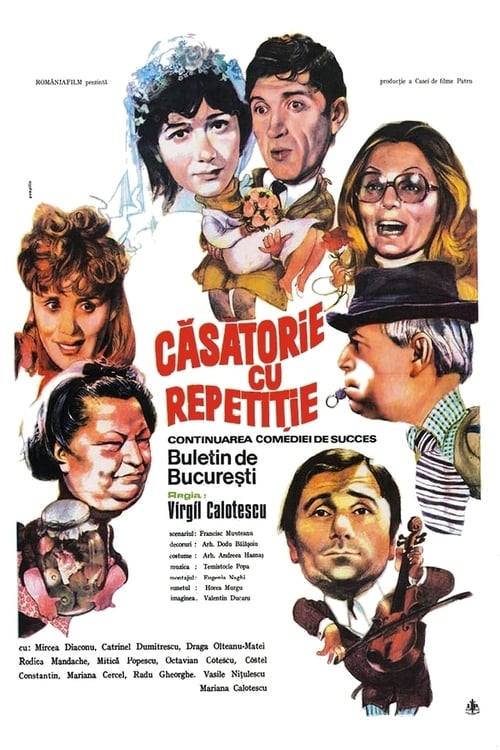 ROMÂNIAFILM prezintă
producție a Casei de filme Patru
CĂSATORIE
CU
REPETIȚIE
CONTINUAREA COMEDIEI DE SUCCES
Buletin de
București
Regia:
Virgil Calotescu
scenariul : Francisc Munteanu
decoruri : Arh. Dodu Bălășoiu
costume : Arh. Andreea Hasnaș
muzica : Temistocle Popa
montajul : Eugenia Naghi
sunetul : Horea Murgu
imaginea . Valentin Ducaru
cu: Mircea Diaconu, Catrinel Dumitrescu, Draga Olteanu-Matei
Rodica Mandache, Mitică Popescu, Octavian Cotescu, Costel
Constantin, Mariana Cercel, Radu Gheorghe. Vasile Nițulescu
Mariana Calotescu